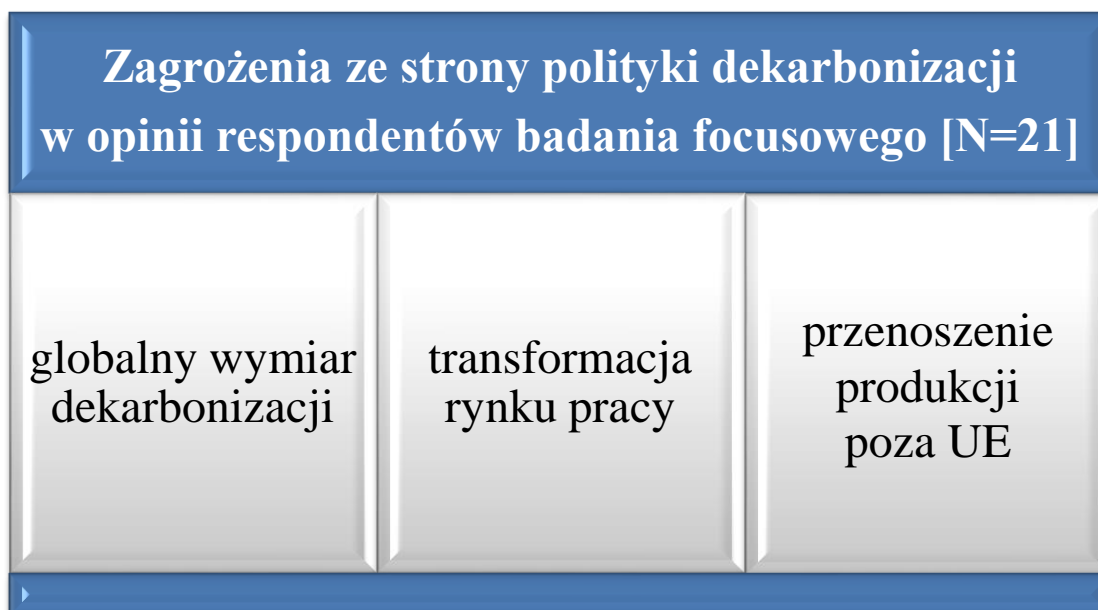 Zagrożenia ze strony polityki dekarbonizacji
w opinii respondentów badania focusowego [N=21]
globalny wymiar
dekarbonizacji
transformacja
rynku pracy
przenoszenie
produkcji
poza UE